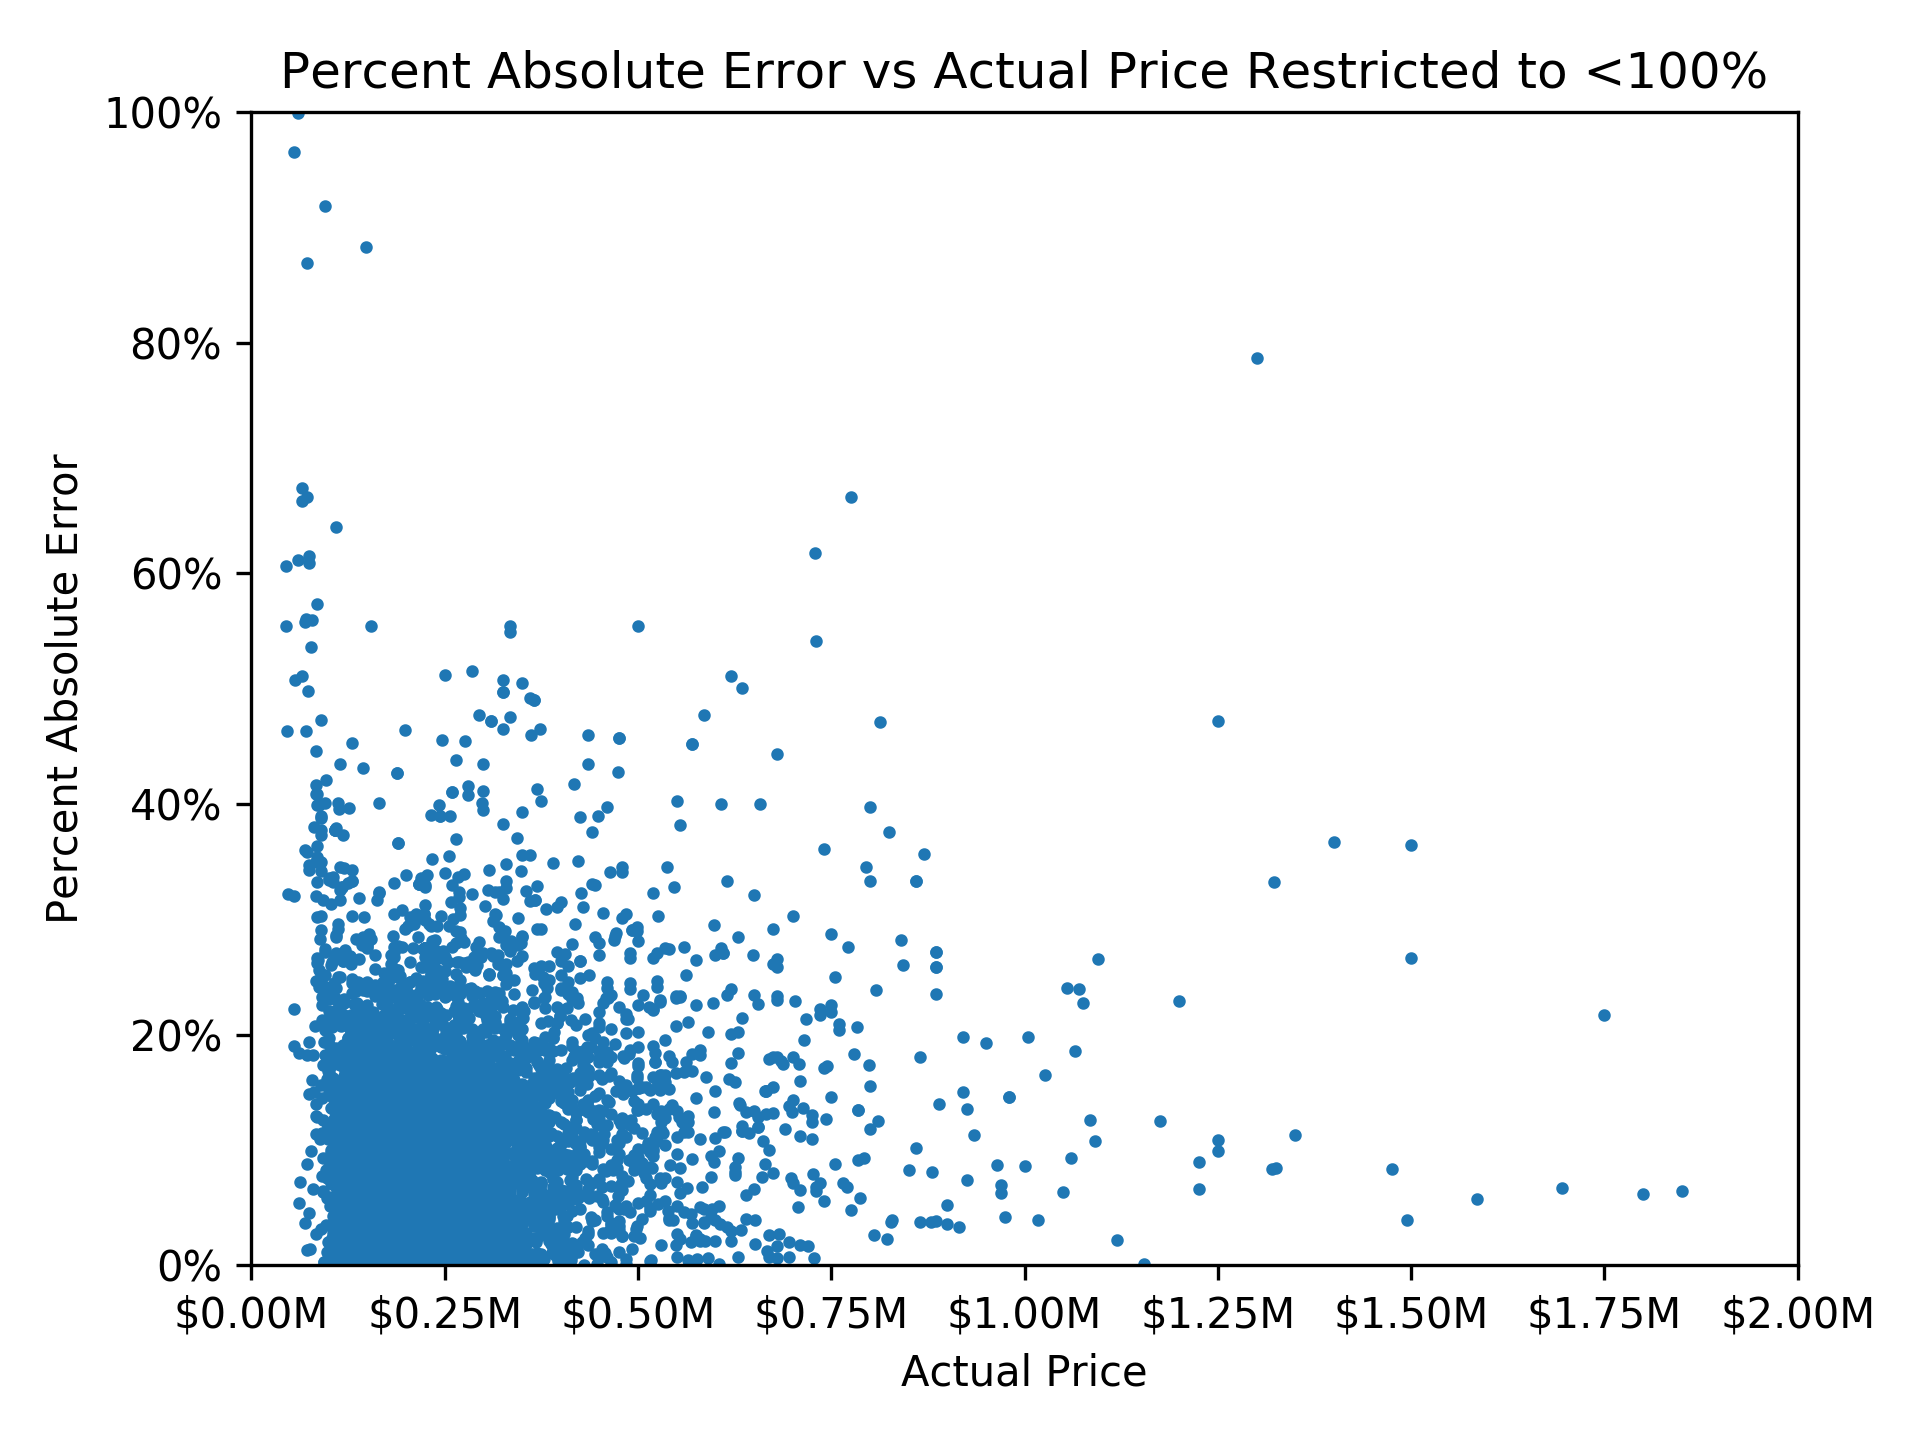 Percent Absolute Error vs Actual Price Restricted to <100%
100%
80%
60%
40%
20%
0%
Percent Absolute Error
$0.00M $0.25M $0.50M $0.75M $1.00M $1.25M $1.50M $1.75M $2.00M
Actual Price